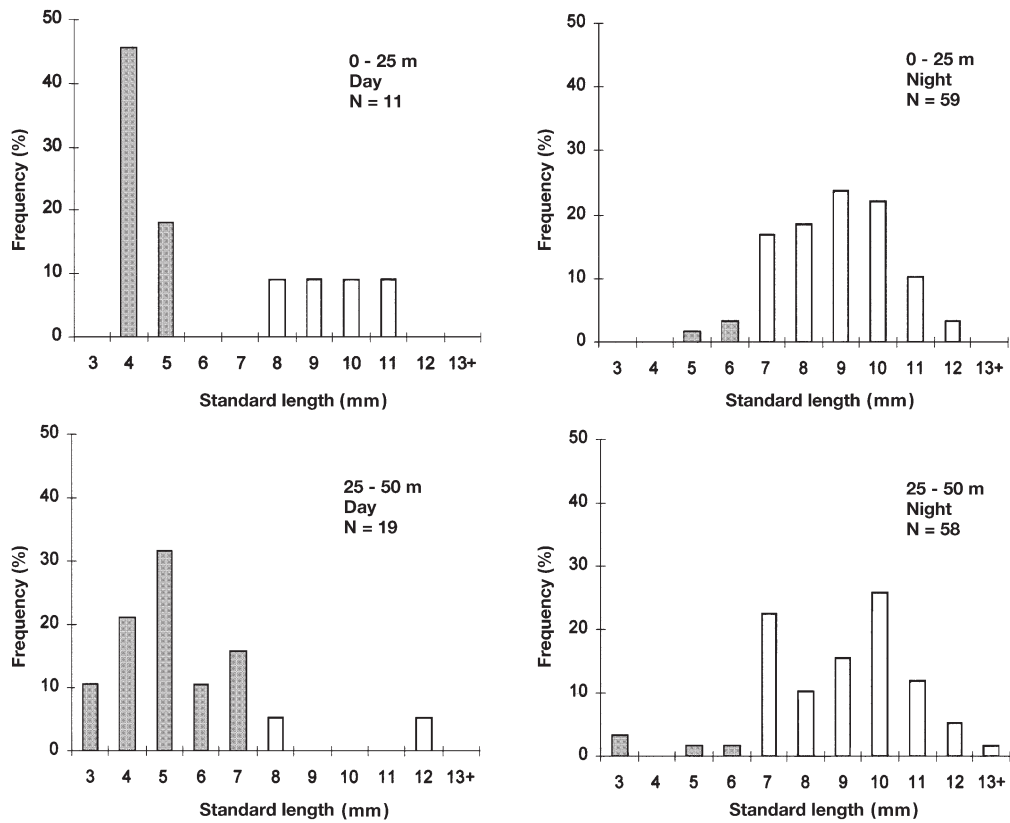 50
40
30
20
10
0
Frequency (%)
0 - 25 m
Day
N = 11
3 4 5 6 7 8 9 10 11 12 13+
Standard length (mm)
50
40
30
20
10
0
Frequency (%)
0 - 25 m
Night
N = 59
3 4 5 6 7 8 9 10 11 12 13+
Standard length (mm)
50
40
30
20
10
0
Frequency (%)
25 - 50 m
Day
N = 19
3 4 5 6 7 8 9 10 11 12 13+
Standard length (mm)
50
40
30
20
10
0
Frequency (%)
25 - 50 m
Night
N = 58
3 4 5 6 7 8 9 10 11 12 13+
Standard length (mm)